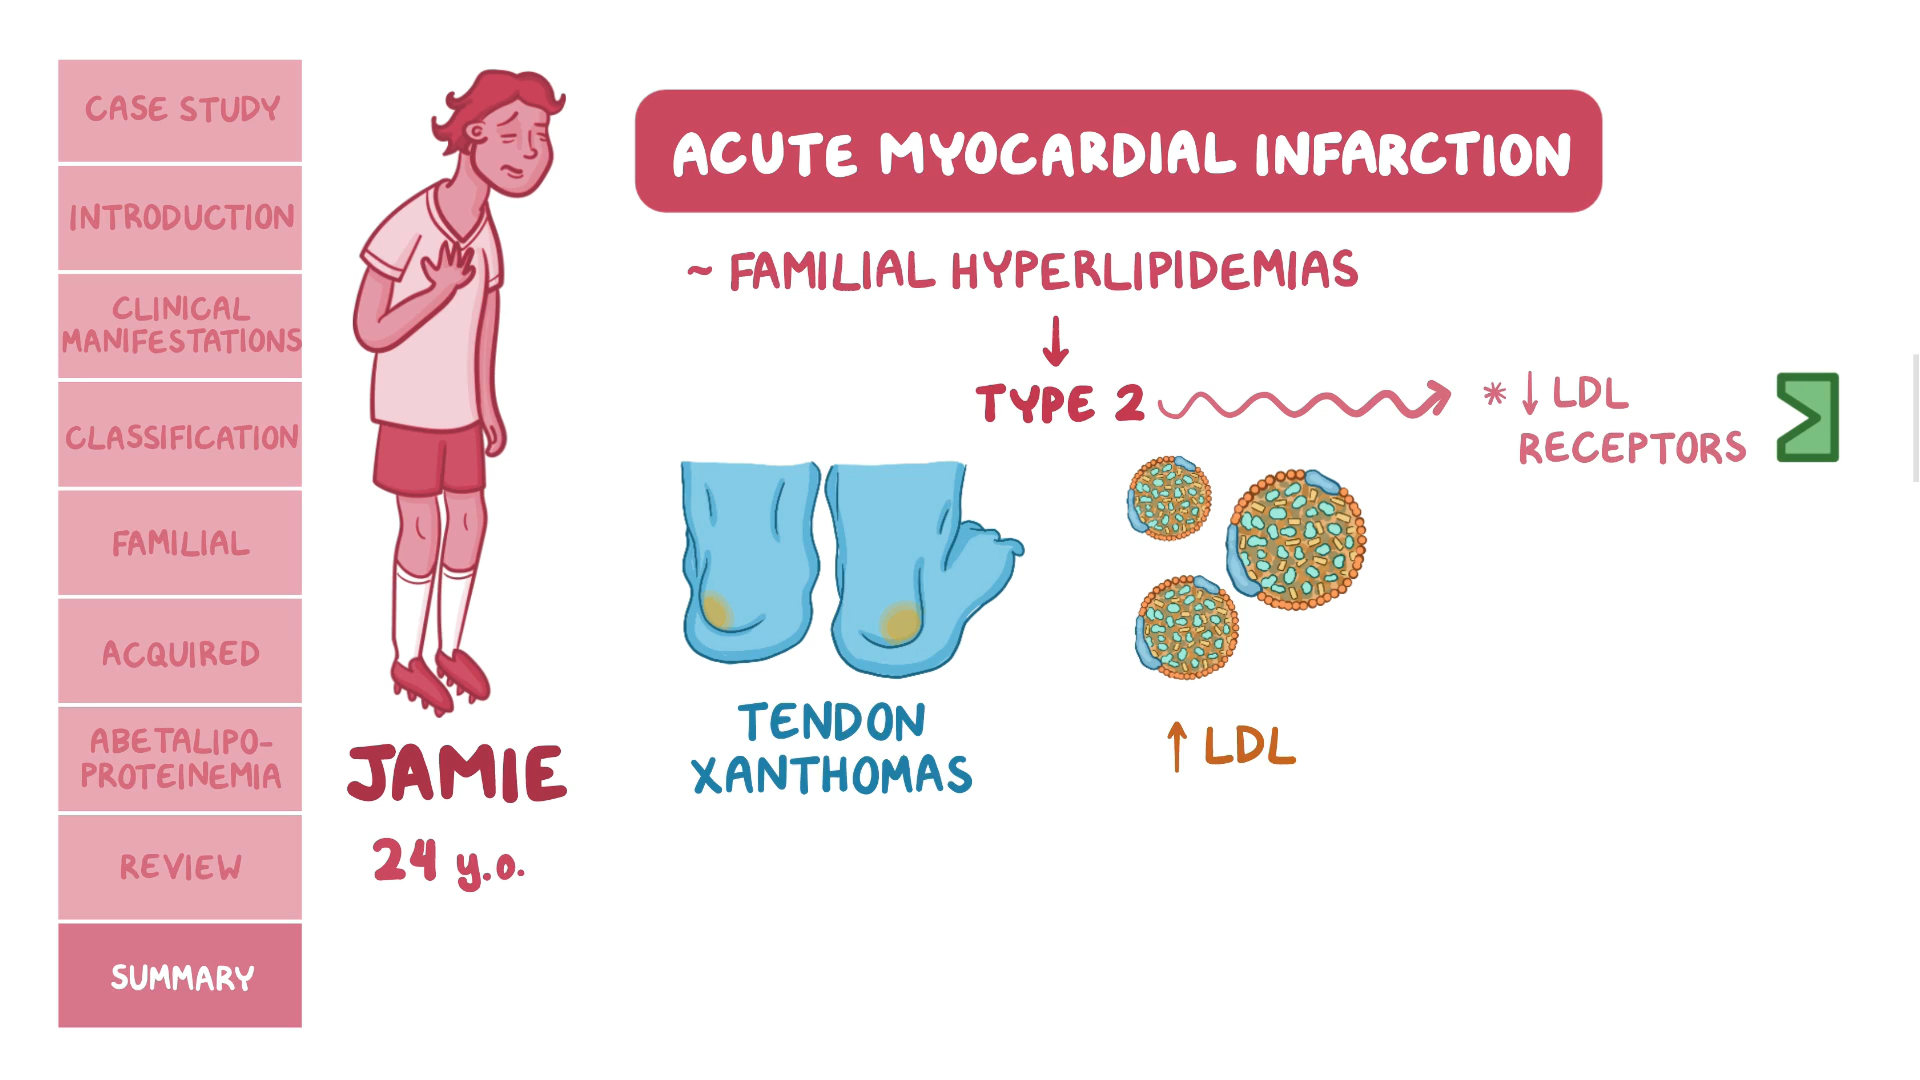 CASE STUDY
INTRODUCTION
CLINICAL
MANIFESTATIONS
CLASSIFICATION
FAMILIAL
ACQUIRED
ABETALIPO-
PROTEINEMIA
REVIEW
SUMMARY
JAMIE
24 y.o.
ACUTE MYOCARDIAL INFARCTION
~ FAMILIAL HYPERLIPIDEMIAS
↓
TYPE 2
* ↓ LDL
RECEPTORS
TENDON
XANTHOMAS
↑ LDL